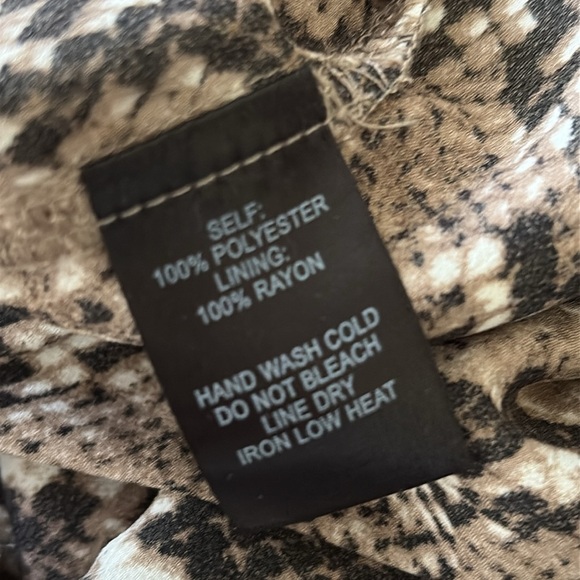 SELF:
100% POLYESTER
LINING:
100% RAYON
HAND WASH COLD
DO NOT BLEACH
LINE DRY
IRON LOW HEAT